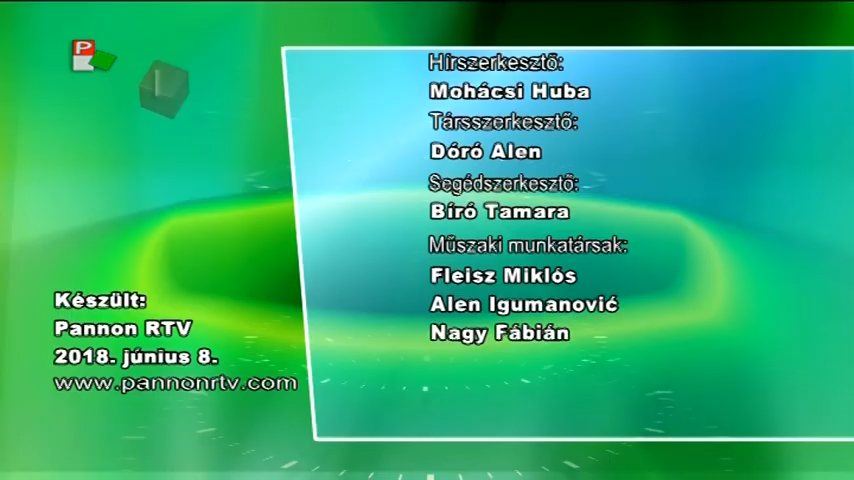 P
Hírszerkesztő:
Mohácsi Huba
Társszerkesztő:
Dóró Alen
Segédszerkesztő:
Bíró Tamara
Műszaki munkatársak:
Fleisz Miklós
Alen Igumanović
Nagy Fábián
Készült:
Pannon RTV
2018. június 8.
www.pannonrtv.com